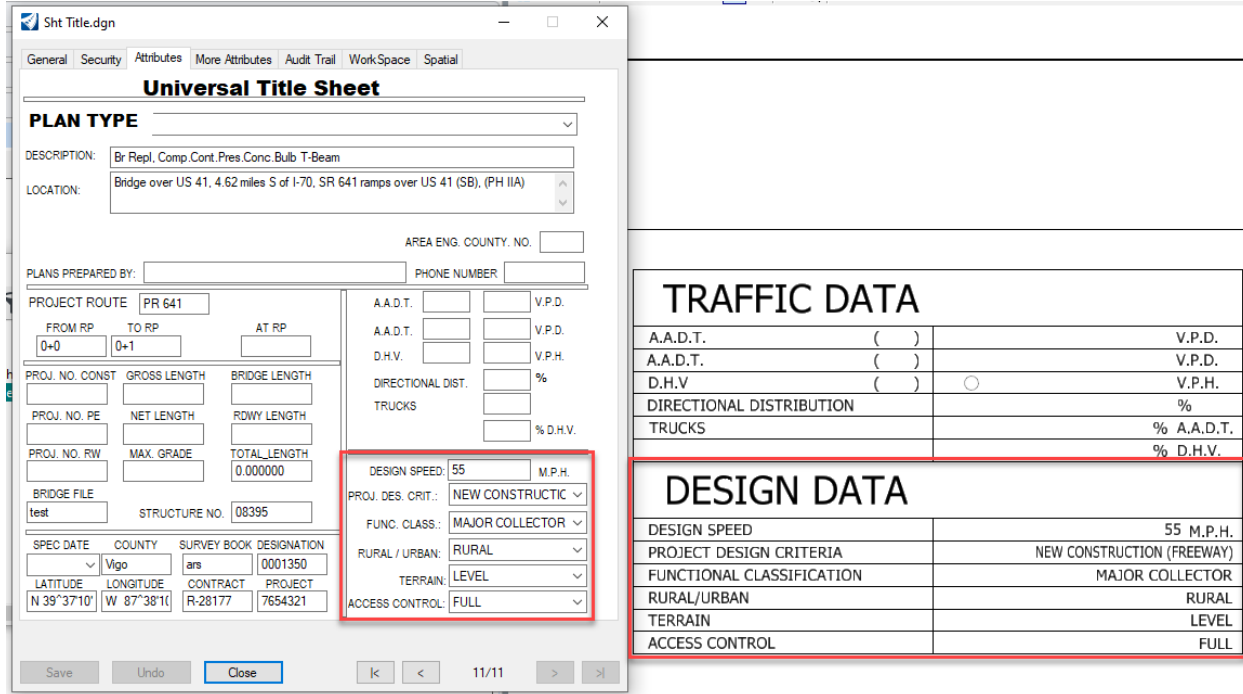 Sht Title.dgn
General Security Attributes More Attributes Audit Trail WorkSpace Spatial
Universal Title Sheet
PLAN TYPE
DESCRIPTION: Br Repl, Comp.Cont.Pres.Conc.Bulb T-Beam
LOCATION: Bridge over US 41, 4.62 miles S of I-70, SR 641 ramps over US 41 (SB), (PH IIA)
AREA ENG. COUNTY. NO.
PLANS PREPARED BY: PHONE NUMBER
PROJECT ROUTE PR 641
FROM RP TO RP AT RP
0+0 0+1
PROJ. NO. CONST GROSS LENGTH BRIDGE LENGTH
PROJ. NO. PE NET LENGTH RDWY LENGTH
PROJ. NO. RW MAX. GRADE TOTAL_LENGTH
0.000000
BRIDGE FILE
test STRUCTURE NO. 08395
SPEC DATE COUNTY SURVEY BOOK DESIGNATION
Vigo ars 0001350
LATITUDE LONGITUDE CONTRACT PROJECT
N 39^37'10' W 87^38'1( R-28177 7654321
A.A.D.T. V.P.D.
A.A.D.T. V.P.D.
D.H.V. V.P.H.
DIRECTIONAL DIST. %
TRUCKS
% D.H.V.
DESIGN SPEED: 55 M.P.H.
PROJ. DES. CRIT.: NEW CONSTRUCTIC
FUNC. CLASS.: MAJOR COLLECTOR
RURAL / URBAN: RURAL
TERRAIN: LEVEL
ACCESS CONTROL: FULL
Save Undo Close |< < 11/11 > >|
TRAFFIC DATA
A.A.D.T. ( ) V.P.D.
A.A.D.T. ( ) V.P.D.
D.H.V ( ) V.P.H.
DIRECTIONAL DISTRIBUTION %
TRUCKS % A.A.D.T.
% D.H.V.
DESIGN DATA
DESIGN SPEED 55 M.P.H.
PROJECT DESIGN CRITERIA NEW CONSTRUCTION (FREEWAY)
FUNCTIONAL CLASSIFICATION MAJOR COLLECTOR
RURAL/URBAN RURAL
TERRAIN LEVEL
ACCESS CONTROL FULL